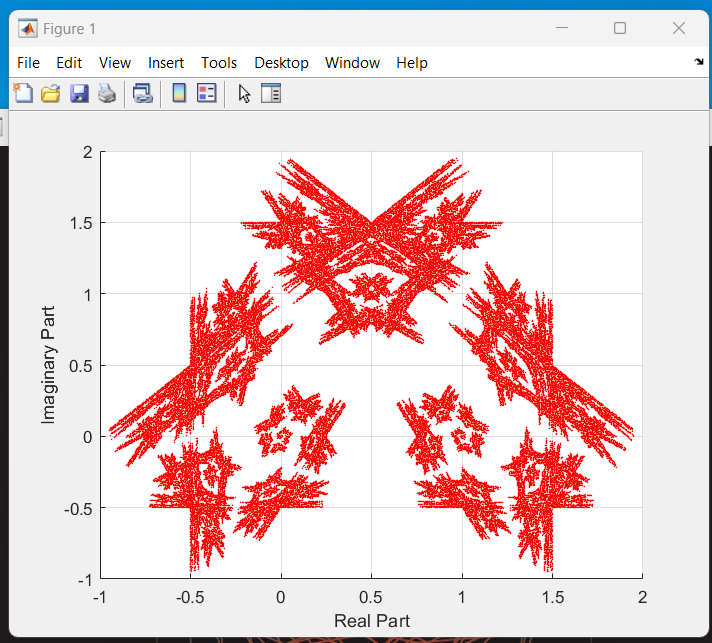 Figure 1
File Edit View Insert Tools Desktop Window Help
2
1.5
1
0.5
0
-0.5
-1
Imaginary Part
-1 -0.5 0 0.5 1 1.5 2
Real Part